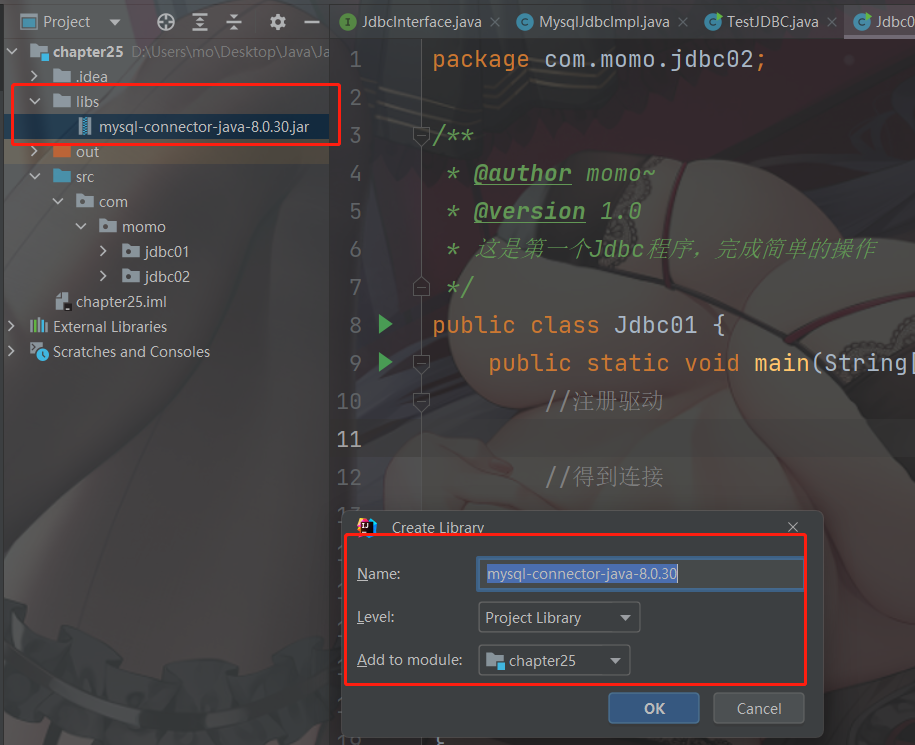 Project
JdbcInterface.java
MysqlJdbcImpl.java
TestJDBC.java
Jdbc0
chapter25 D:\Users\mo\Desktop\Java\Ja
.idea
libs
mysql-connector-java-8.0.30.jar
out
src
com
momo
jdbc01
jdbc02
chapter25.iml
External Libraries
Scratches and Consoles
1 package com.momo.jdbc02;
2
3 /**
4 * @author momo~
5 * @version 1.0
6 * 这是第一个Jdbc程序，完成简单的操作
7 */
8 public class Jdbc01 {
9 public static void main(String[
10 //注册驱动
11
12 //得到连接
Create Library
Name: mysql-connector-java-8.0.30
Level: Project Library
Add to module: chapter25
OK Cancel